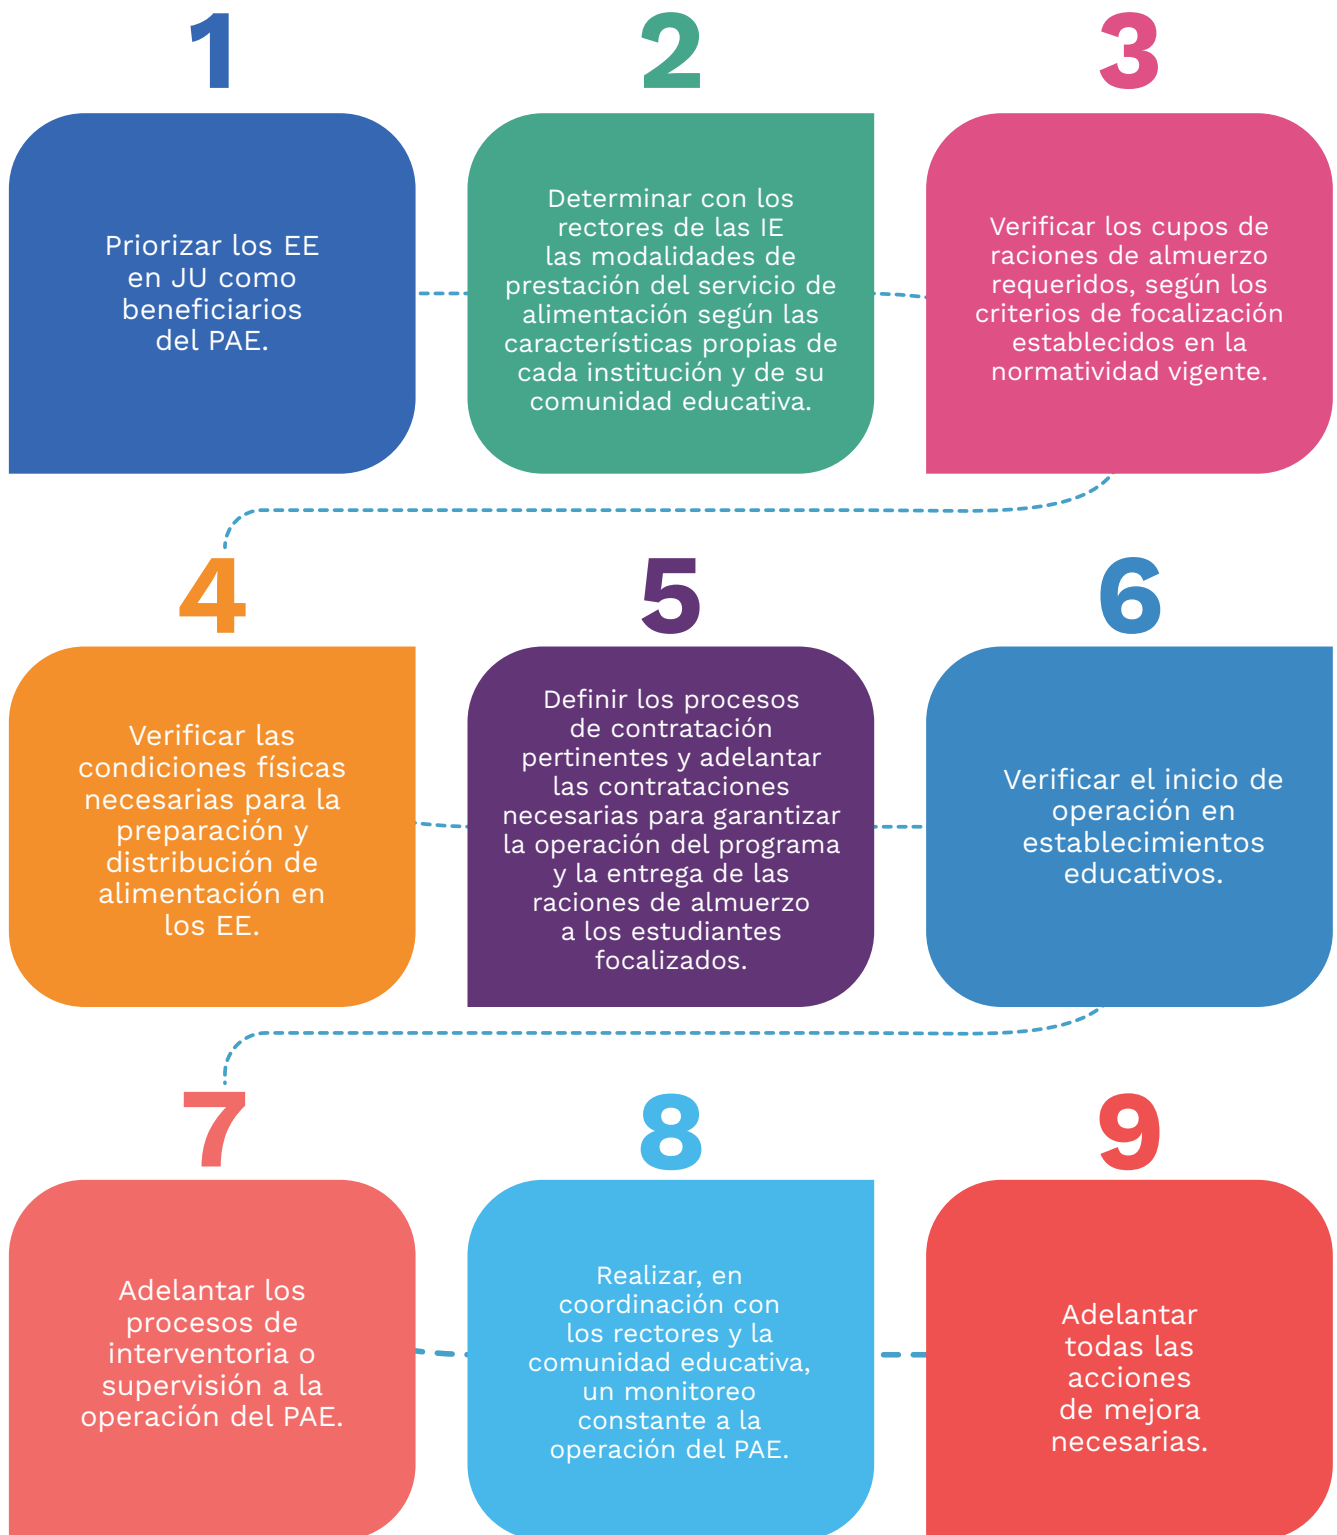 1
Priorizar los EE
en JU como
beneficiarios
del PAE.
2
Determinar con los
rectores de las IE
las modalidades de
prestación del servicio de
alimentación según las
características propias de
cada institución y de su
comunidad educativa.
3
Verificar los cupos de
raciones de almuerzo
requeridos, según los
criterios de focalización
establecidos en la
normatividad vigente.
4
Verificar las
condiciones físicas
necesarias para la
preparación y
distribución de
alimentación en
los EE.
5
Definir los procesos
de contratación
pertinentes y adelantar
las contrataciones
necesarias para garantizar
la operación del programa
y la entrega de las
raciones de almuerzo
a los estudiantes
focalizados.
6
Verificar el inicio de
operación en
establecimientos
educativos.
7
Adelantar los
procesos de
interventoria o
supervisión a la
operación del PAE.
8
Realizar, en
coordinación con
los rectores y la
comunidad educativa,
un monitoreo
constante a la
operación del PAE.
9
Adelantar
todas las
acciones
de mejora
necesarias.